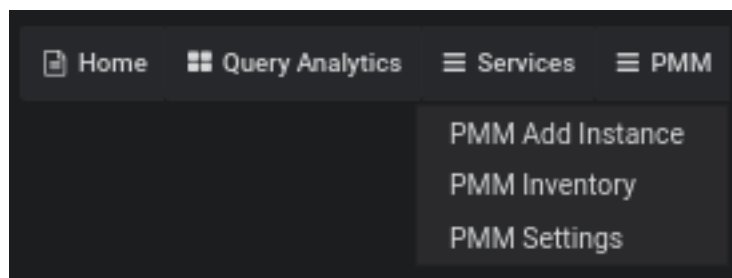 Home Query Analytics Services PMM
PMM Add Instance
PMM Inventory
PMM Settings